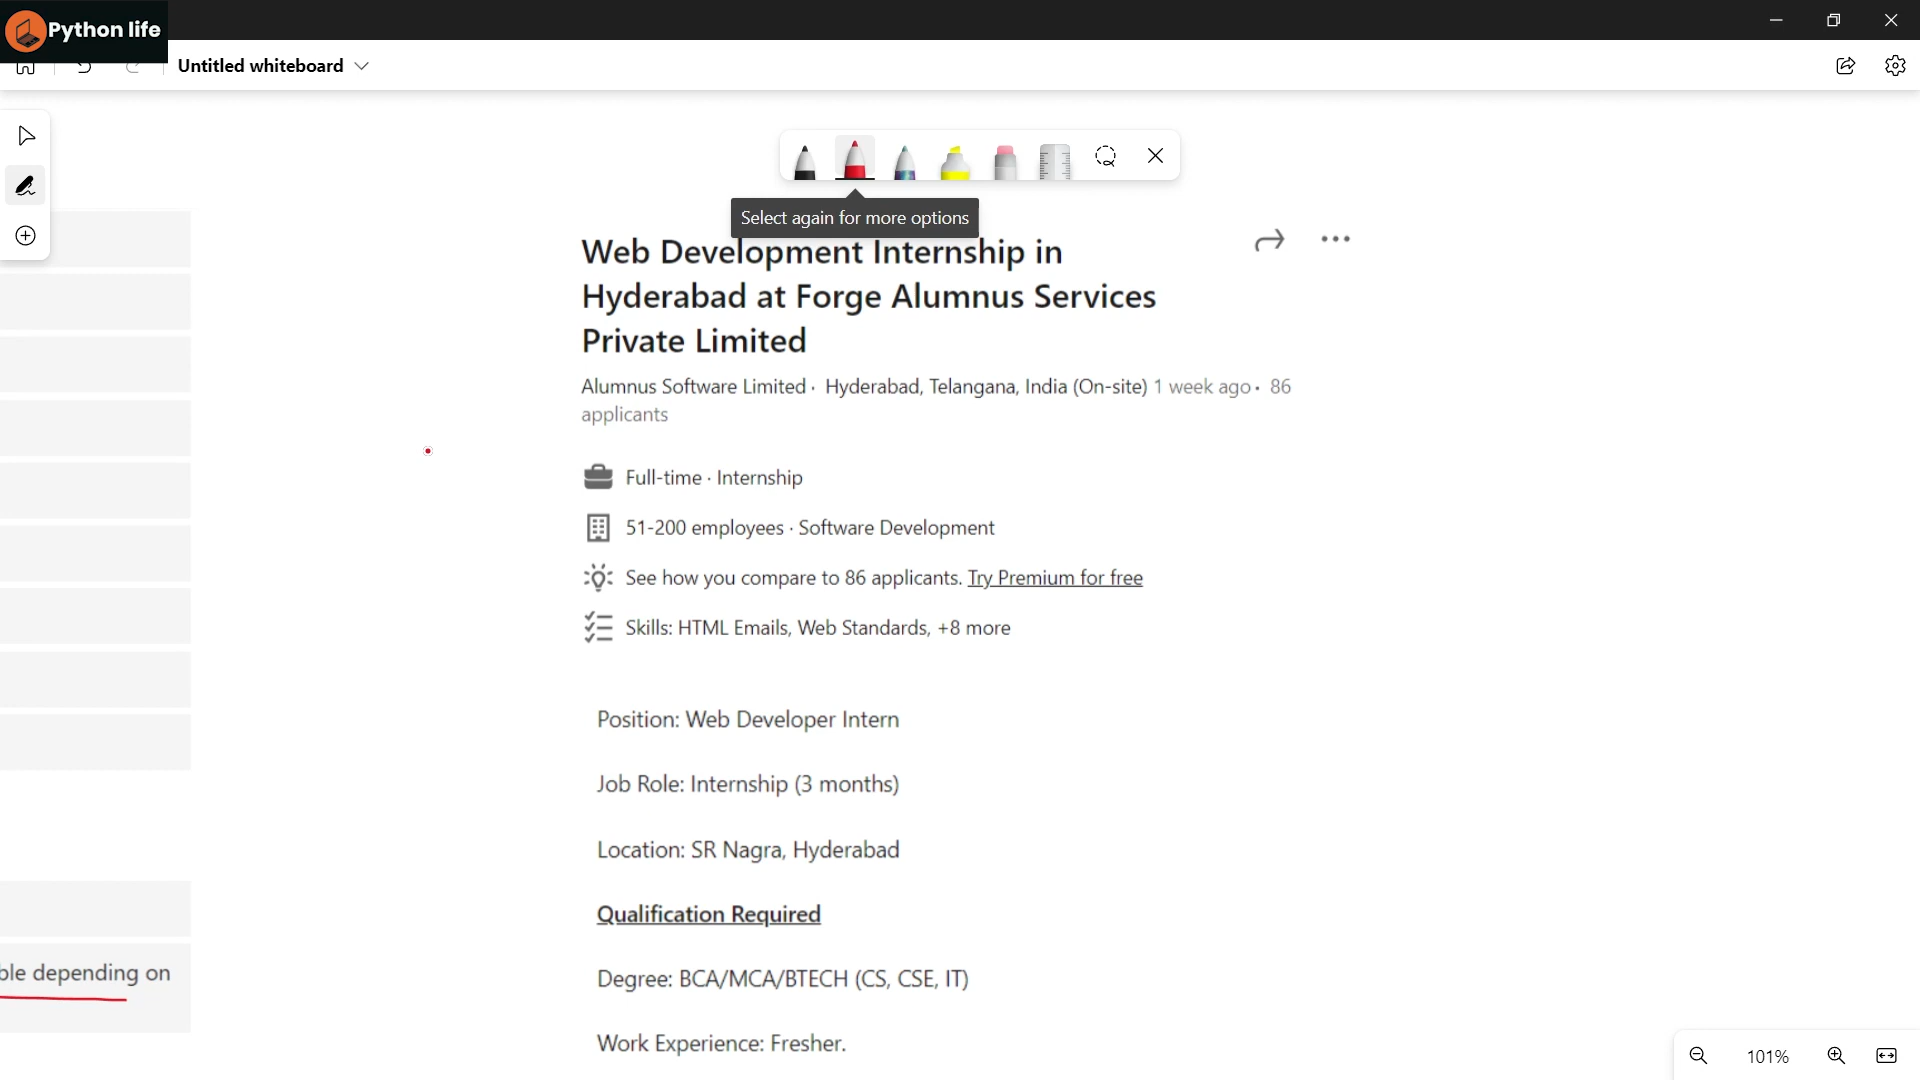 Python life
Untitled whiteboard
Select again for more options
Web Development Internship in
Hyderabad at Forge Alumnus Services
Private Limited
Alumnus Software Limited · Hyderabad, Telangana, India (On-site) 1 week ago · 86
applicants
Full-time · Internship
51-200 employees · Software Development
See how you compare to 86 applicants. Try Premium for free
Skills: HTML Emails, Web Standards, +8 more
Position: Web Developer Intern
Job Role: Internship (3 months)
Location: SR Nagra, Hyderabad
Qualification Required
depending on
Degree: BCA/MCA/BTECH (CS, CSE, IT)
Work Experience: Fresher.
101%